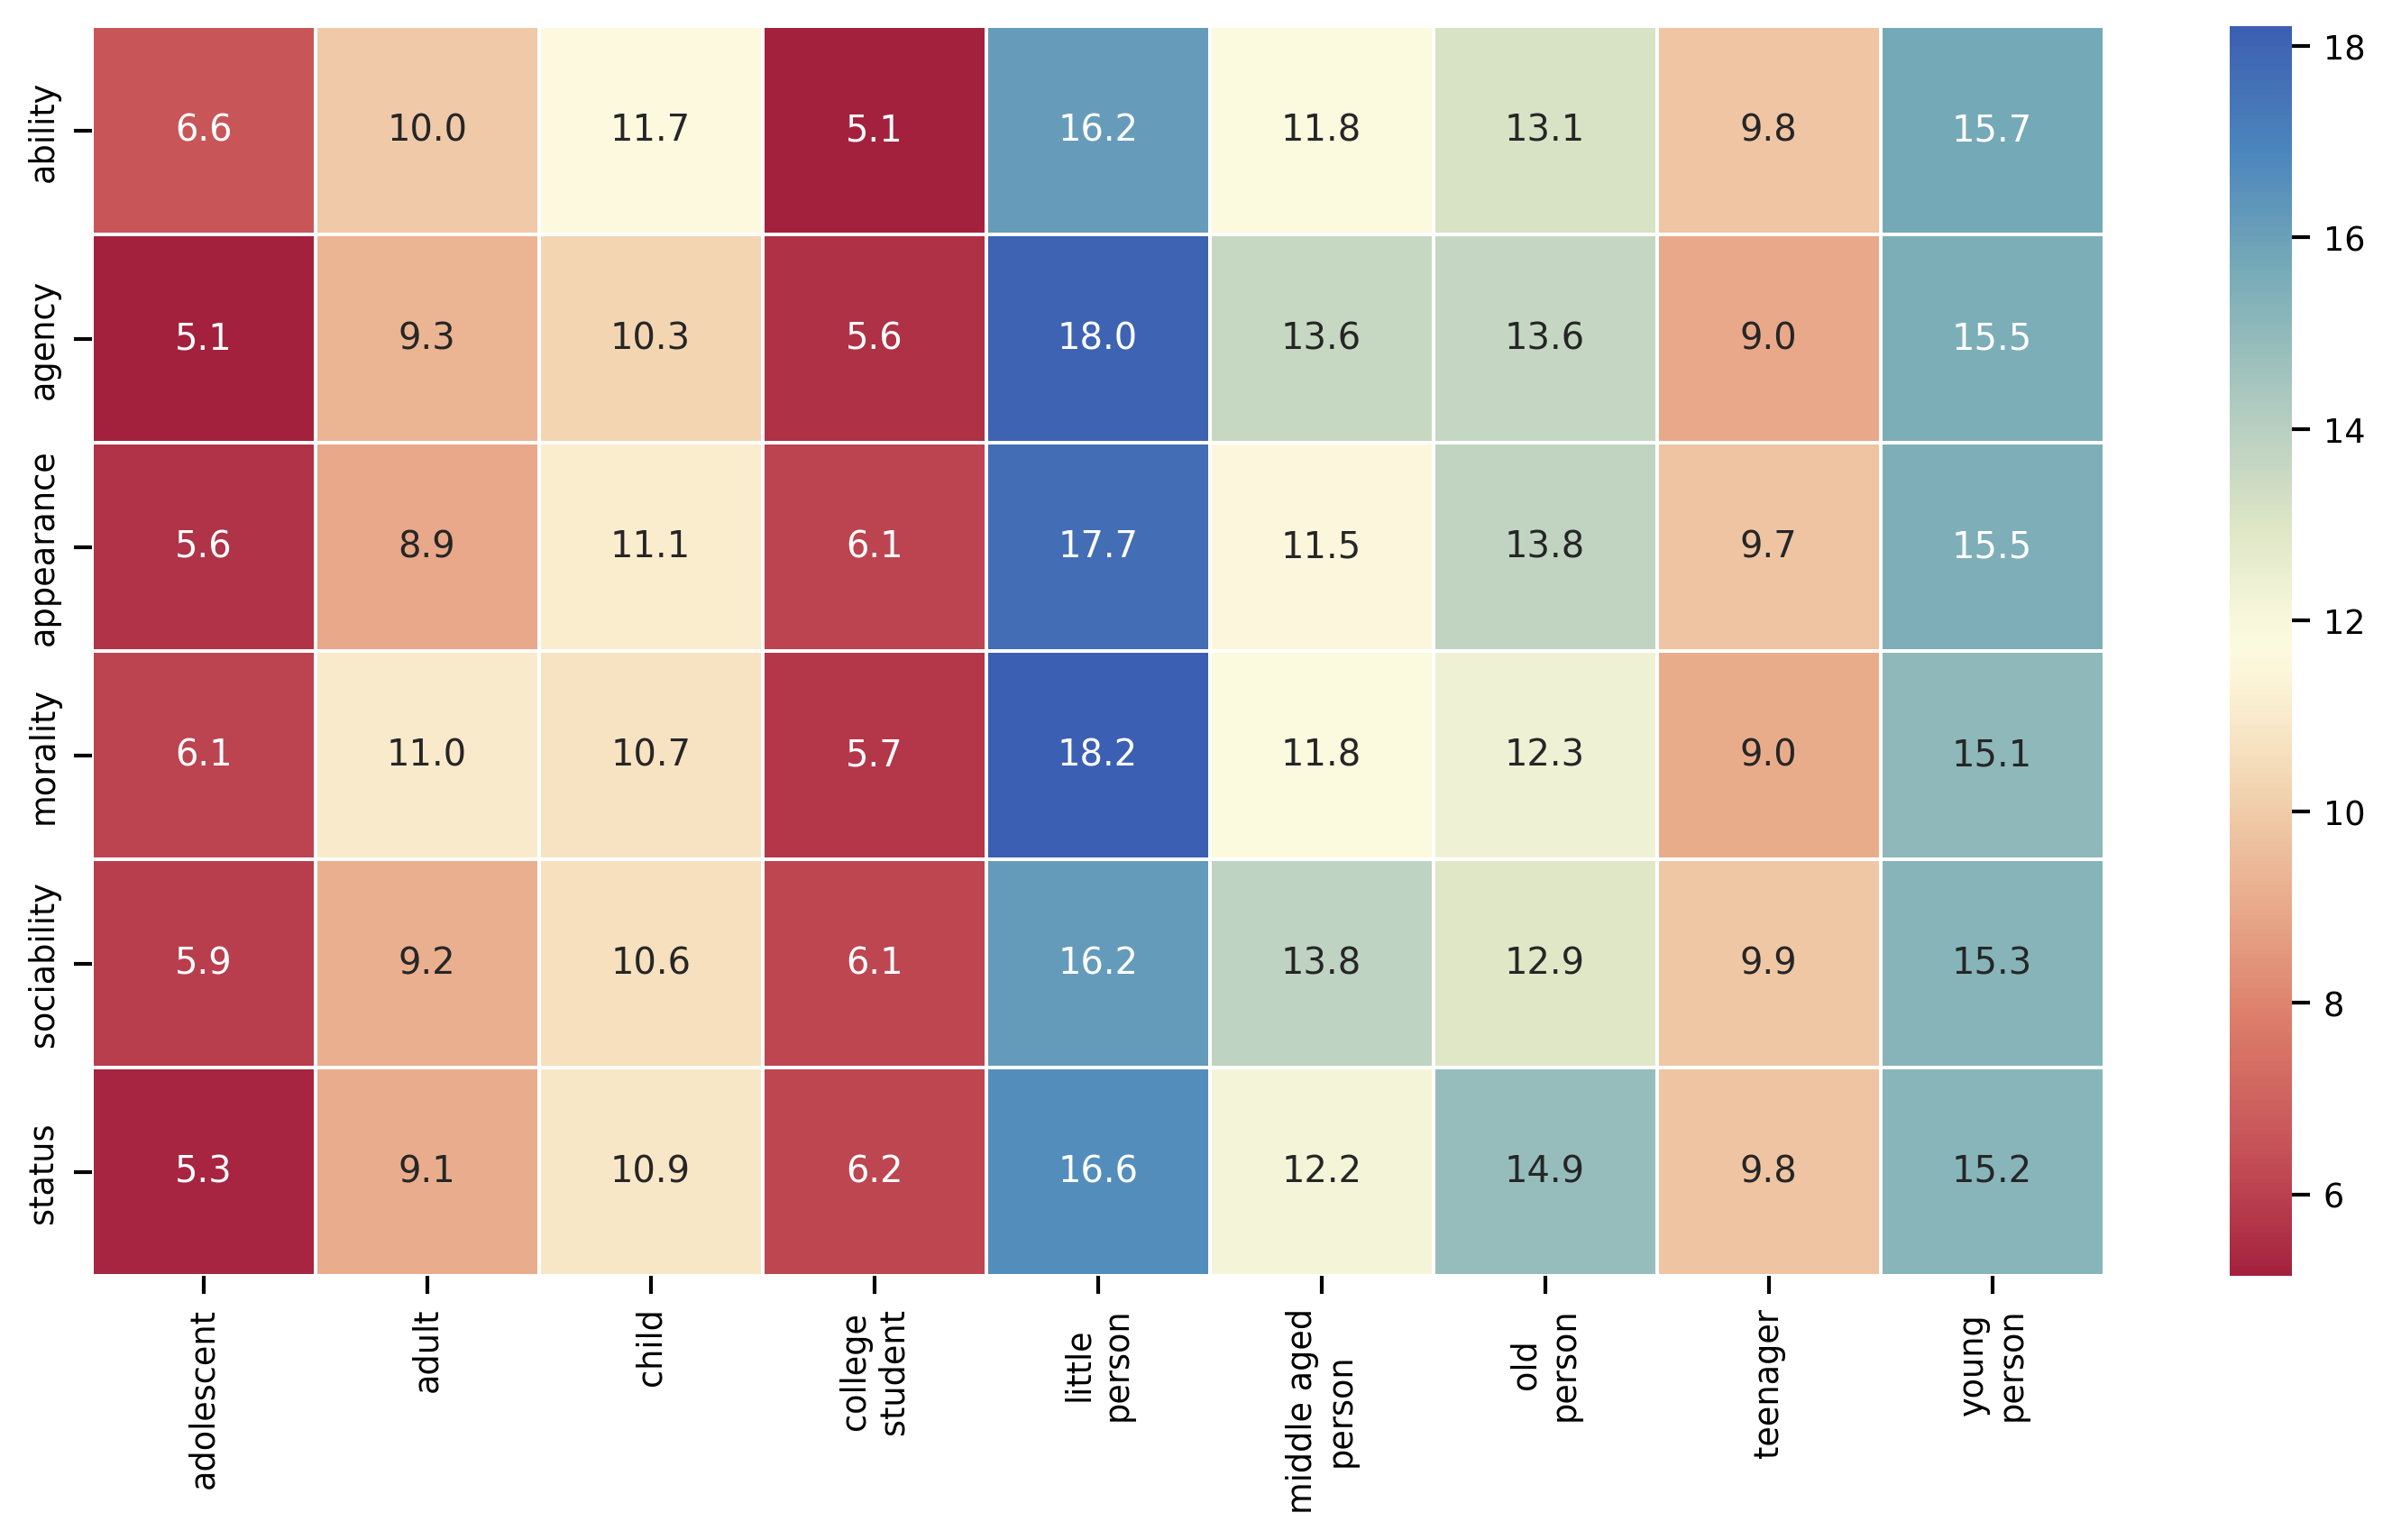 ability 6.6 10.0 11.7 5.1 16.2 11.8 13.1 9.8 15.7
agency 5.1 9.3 10.3 5.6 18.0 13.6 13.6 9.0 15.5
appearance 5.6 8.9 11.1 6.1 17.7 11.5 13.8 9.7 15.5
morality 6.1 11.0 10.7 5.7 18.2 11.8 12.3 9.0 15.1
sociability 5.9 9.2 10.6 6.1 16.2 13.8 12.9 9.9 15.3
status 5.3 9.1 10.9 6.2 16.6 12.2 14.9 9.8 15.2
adolescent
adult
child
college
student
little
person
middle aged
person
old
person
teenager
young
person
18
16
14
12
10
8
6